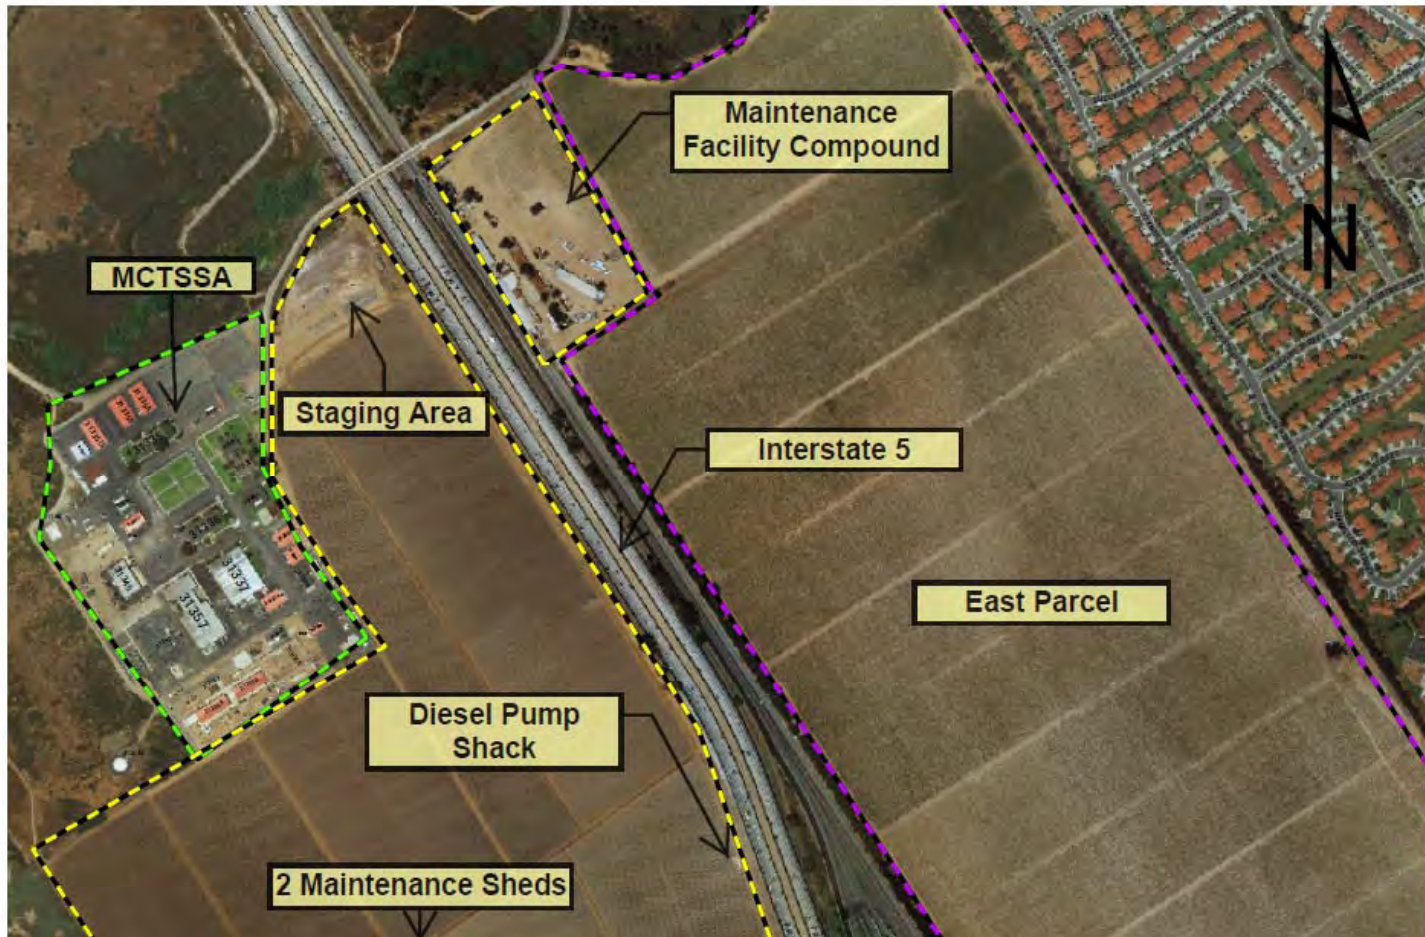 Maintenance
Facility Compound
N
MCTSSA
Staging Area
Interstate 5
31337
31357
East Parcel
Diesel Pump
Shack
2 Maintenance Sheds